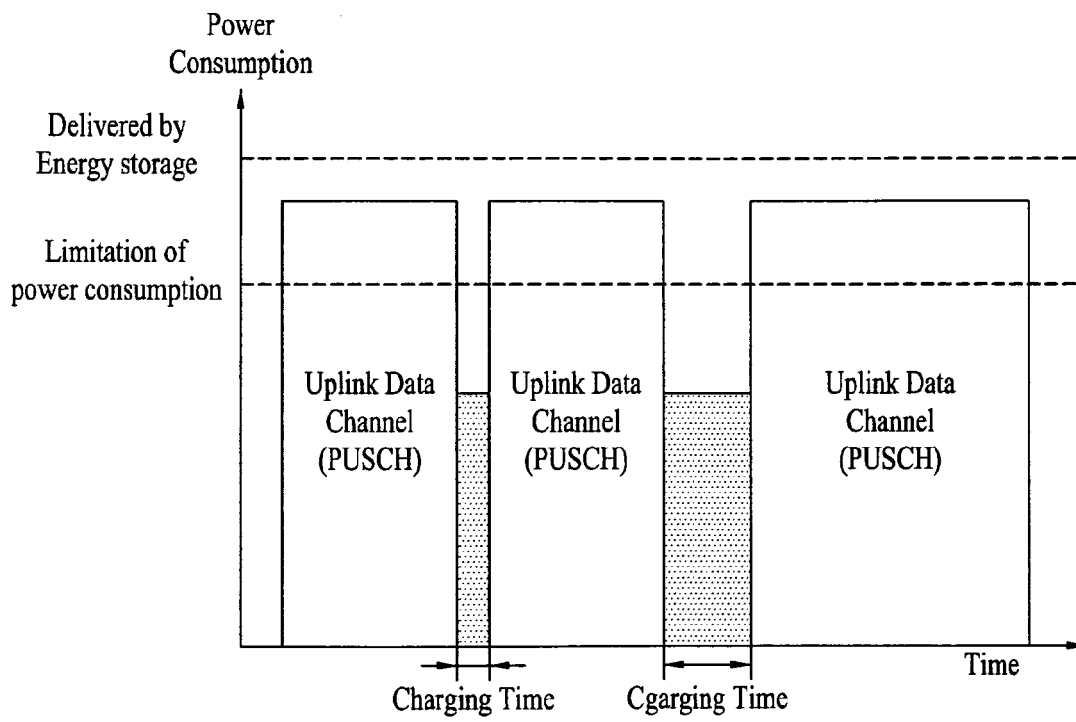 Power
Consumption
Delivered by
Energy storage
Limitation of
power consumption
Uplink Data
Channel
(PUSCH)
Uplink Data
Channel
(PUSCH)
Uplink Data
Channel
(PUSCH)
Time
Charging Time
Cgarging Time